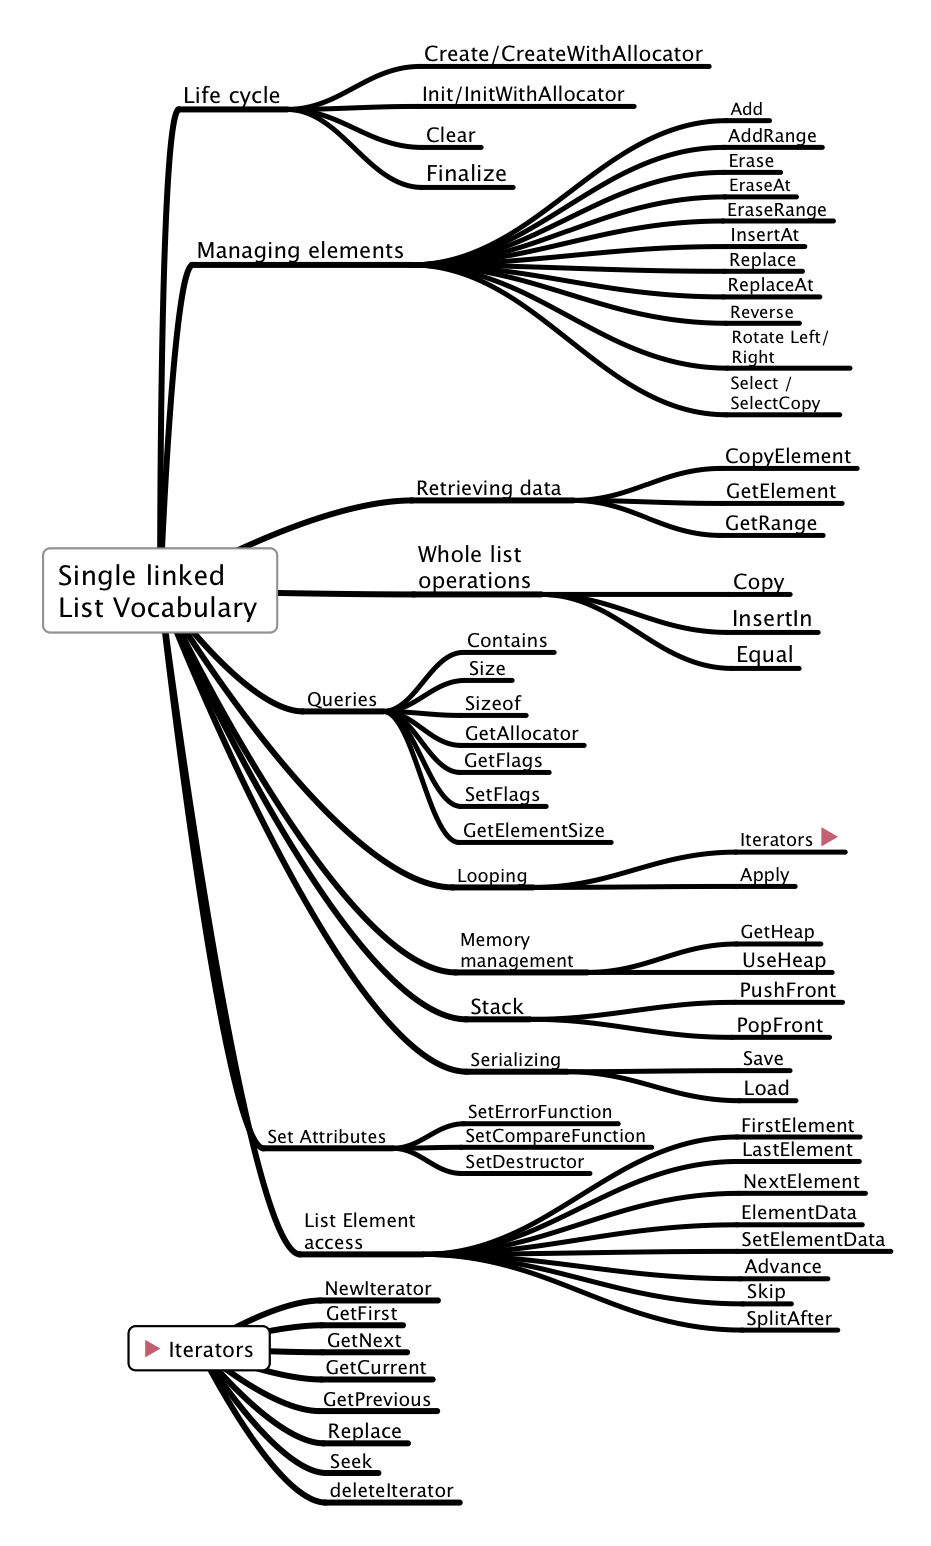 Create/CreateWithAllocator
Life cycle
Init/InitWithAllocator
Clear
Finalize
Managing elements
Add
AddRange
Erase
EraseAt
EraseRange
InsertAt
Replace
ReplaceAt
Reverse
Rotate Left/
Right
Select /
SelectCopy
Retrieving data
CopyElement
GetElement
GetRange
Single linked
List Vocabulary
Whole list
operations
Copy
InsertIn
Equal
Queries
Contains
Size
Sizeof
GetAllocator
GetFlags
SetFlags
GetElementSize
Looping
Iterators
Apply
Memory
management
GetHeap
UseHeap
Stack
PushFront
PopFront
Serializing
Save
Load
Set Attributes
SetErrorFunction
SetCompareFunction
SetDestructor
List Element
access
FirstElement
LastElement
NextElement
ElementData
SetElementData
Advance
Skip
SplitAfter
Iterators
NewIterator
GetFirst
GetNext
GetCurrent
GetPrevious
Replace
Seek
deleteIterator